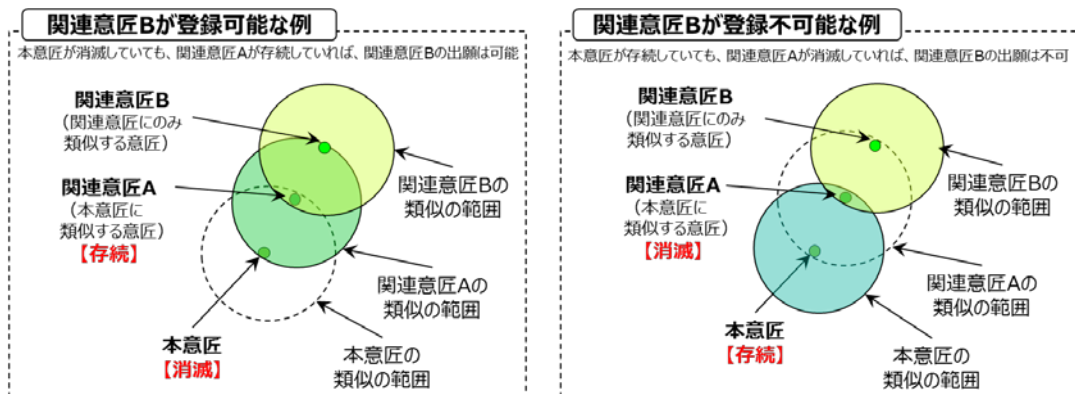 関連意匠Bが登録可能な例
本意匠が消滅していても、関連意匠Aが存続していれば、関連意匠Bの出願は可能
関連意匠B
（関連意匠にのみ
類似する意匠）
関連意匠A
（本意匠に
類似する意匠）
【存続】
本意匠
【消滅】
関連意匠Bの
類似の範囲
関連意匠Aの
類似の範囲
本意匠の
類似の範囲
関連意匠Bが登録不可能な例
本意匠が存続していても、関連意匠Aが消滅していれば、関連意匠Bの出願は不可
関連意匠B
（関連意匠にのみ
類似する意匠）
関連意匠A
（本意匠に
類似する意匠）
【消滅】
本意匠
【存続】
関連意匠Bの
類似の範囲
関連意匠Aの
類似の範囲
本意匠の
類似の範囲